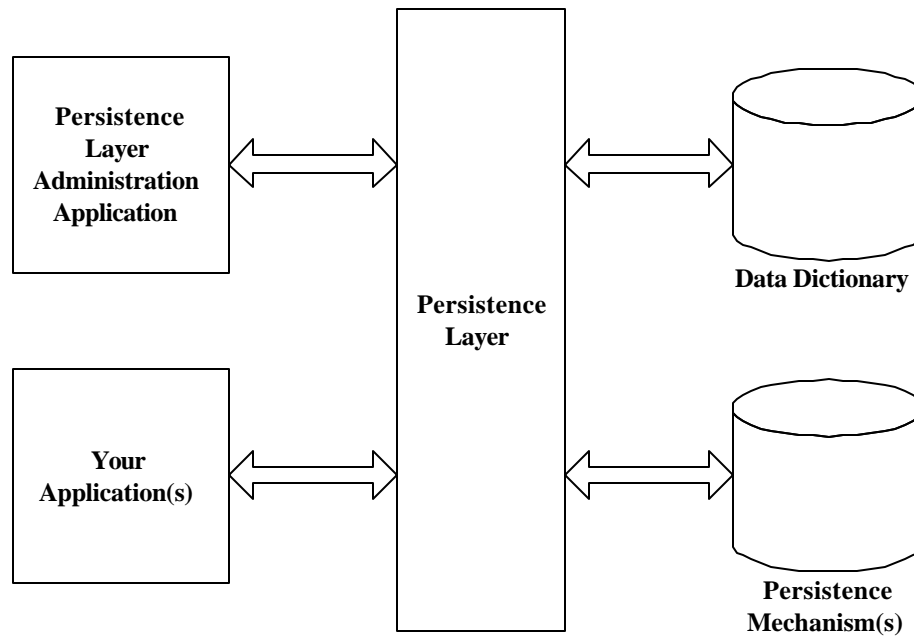 Persistence
Layer
Administration
Application
Persistence
Layer
Data Dictionary
Your
Application(s)
Persistence
Mechanism(s)